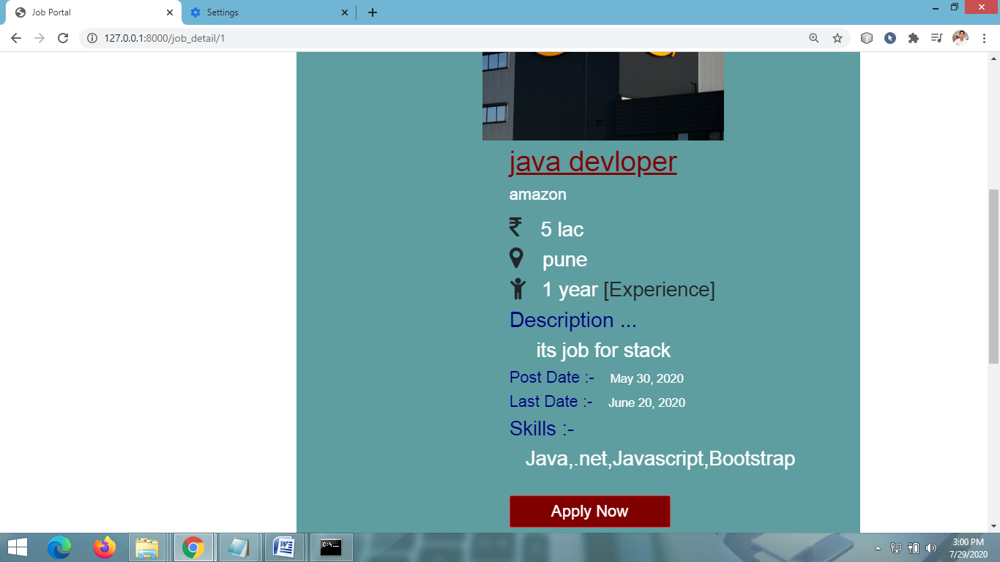 Job Portal
Settings
127.0.0.1:8000/job_detail/1
java devloper
amazon
5 lac
pune
1 year [Experience]
Description ...
its job for stack
Post Date :- May 30, 2020
Last Date :- June 20, 2020
Skills :-
Java,.net,Javascript,Bootstrap
Apply Now
3:00 PM
7/29/2020